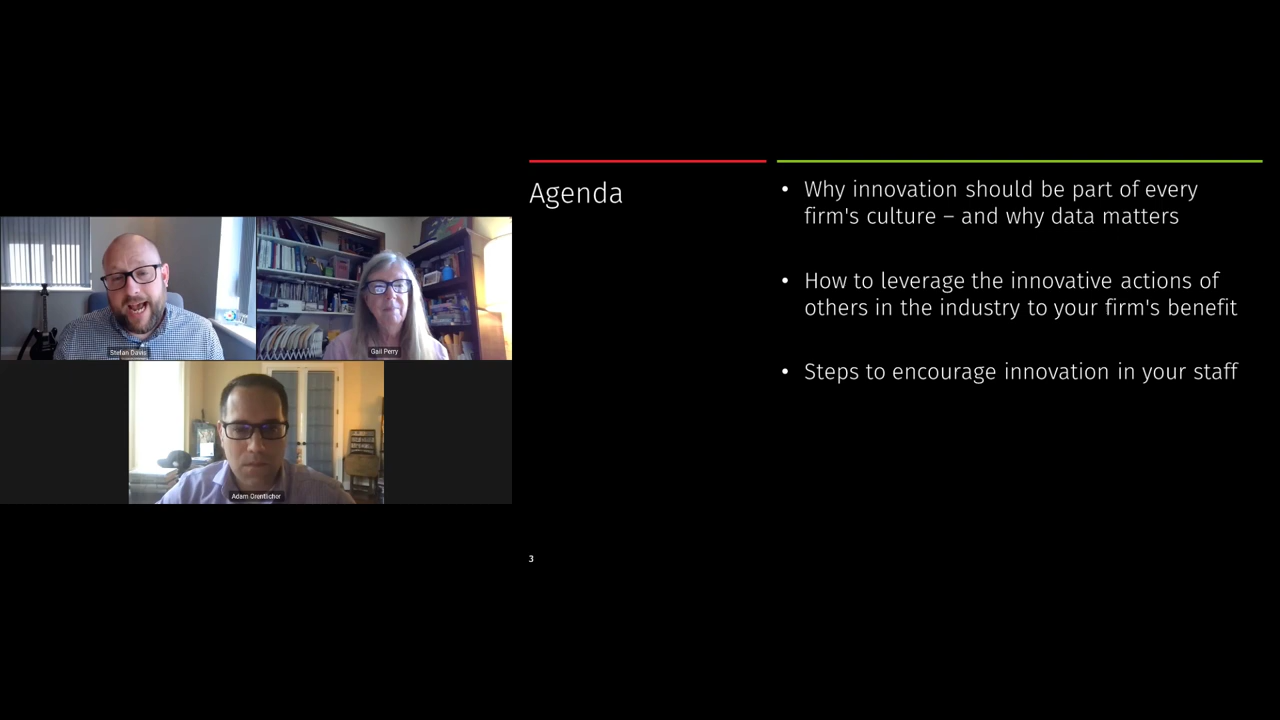 Agenda
• Why innovation should be part of every
firm's culture – and why data matters
• How to leverage the innovative actions of
others in the industry to your firm's benefit
• Steps to encourage innovation in your staff
Stefan Davis
Gail Perry
Adam Orentlicher
3